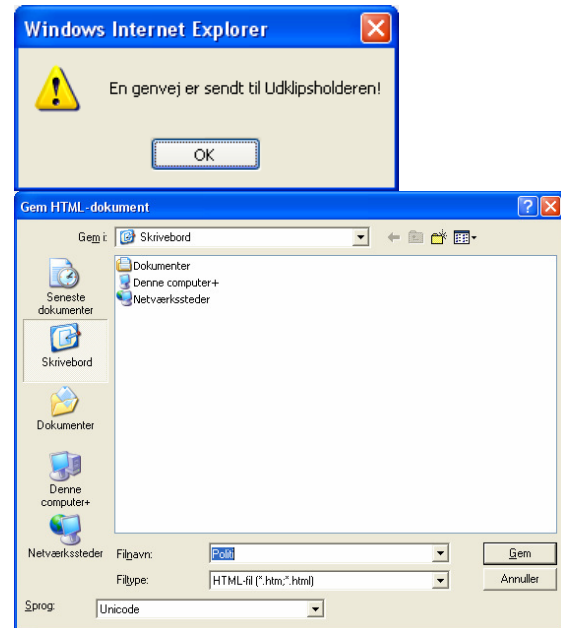 Windows Internet Explorer
En genvej er sendt til Udklipsholderen!
OK
Gem HTML-dokument
Gem i:
Skrivebord
Dokumenter
Denne computer+
Netværkssteder
Seneste
dokumenter
Skrivebord
Dokumenter
Denne
computer+
Netværkssteder
Filnavn:
Politi
Gem
Filtype:
HTML-fil (*.htm;*.html)
Annuller
Sprog:
Unicode